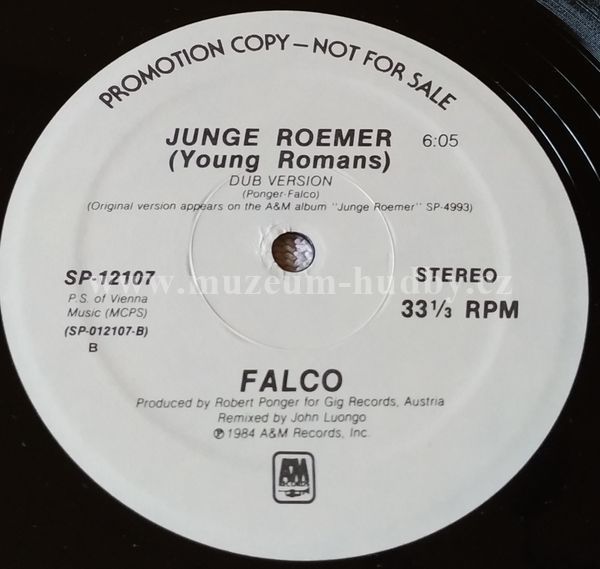 PROMOTION COPY — NOT FOR SALE
JUNGE ROEMER 6:05
(Young Romans)
DUB VERSION
(Ponger-Falco)
(Original version appears on the A&M album "Junge Roemer" SP-4993)
SP-12107
STEREO
www.muzeum-hudby.cz
P.S. of Vienna
Music (MCPS)
33 1/3 RPM
(SP-012107-B)
B
FALCO
Produced by Robert Ponger for Gig Records, Austria
Remixed by John Luongo
℗ 1984 A&M Records, Inc.
A&M
RECORDS